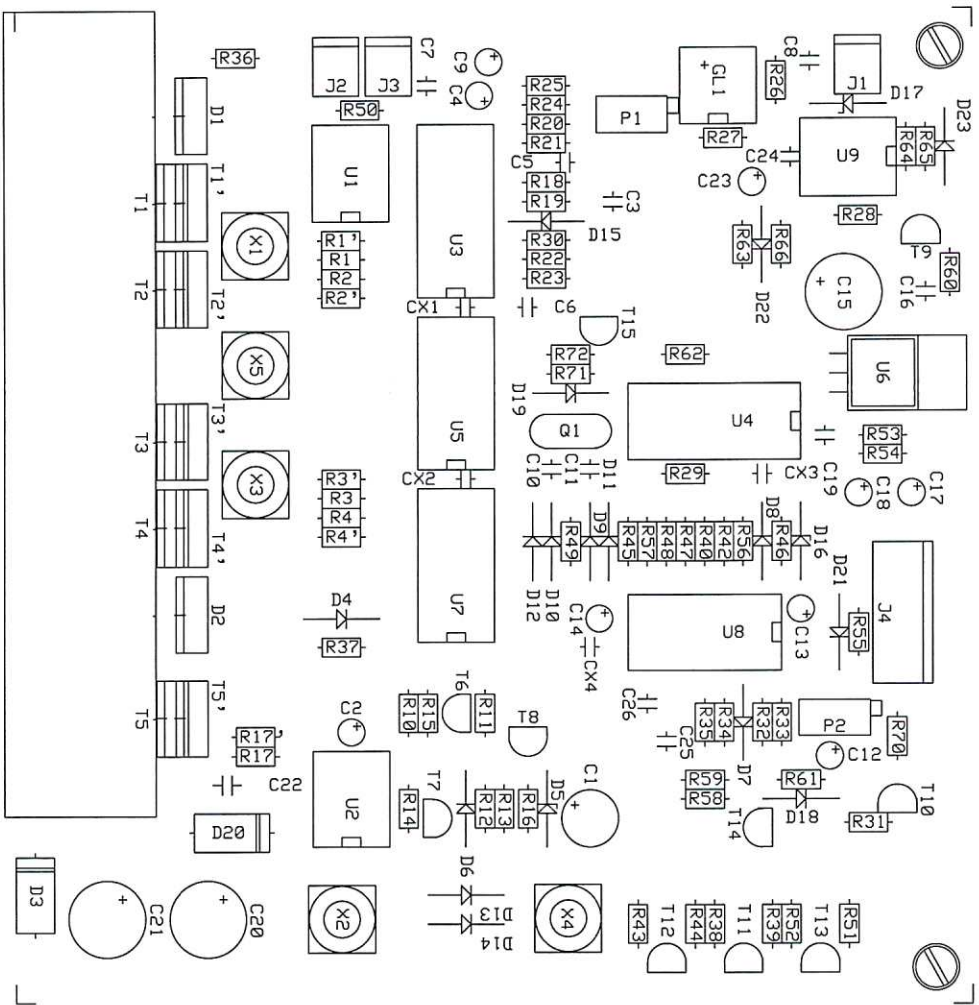 R36
J2
J3
C7
C9
C4
R50
D1
U1
U3
R25
R24
R20
R21
C5
R18
R19
C3
D15
R30
R22
R23
P1
GL1
R26
R27
C8
J1
D17
D23
C24
U9
R64
R65
C23
R28
T9
R63
R66
D22
C15
C16
R60
T1
T1'
X1
R1'
R1
R2
R2'
T2
T2'
CX1
C6
T15
R72
R71
R62
D19
X5
U5
Q1
U4
U6
R53
R54
T3
T3'
X3
R3'
R3
R4
R4'
CX2
C10
C11
D11
R29
CX3
C19
C18
C17
T4
T4'
U7
D12
D10
R49
D9
R45
R57
R48
R47
R40
R42
R56
D8
R46
D16
D21
J4
D2
D4
R37
C14
CX4
U8
C13
R55
T5
T5'
R17'
R17
C22
C2
R10
R15
T6
R11
T8
C26
C25
R35
R34
D7
R32
R33
P2
R70
C12
U2
T7
R14
D6
R12
R13
R16
D5
C1
R59
R58
T14
R61
D18
R31
T10
D20
D3
C21
C20
X2
D13
D14
X4
R43
T12
R44
R38
T11
R39
R52
T13
R51